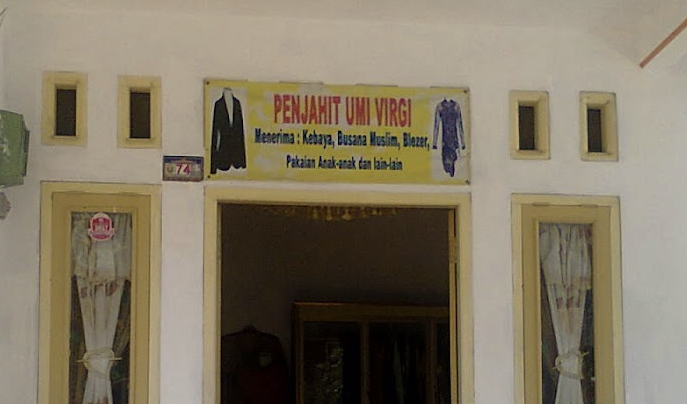 PENJAHIT UMI VIRGI
Menerima : Kebaya, Busana Muslim, Blezer,
Pakaian Anak-anak dan lain-lain
74